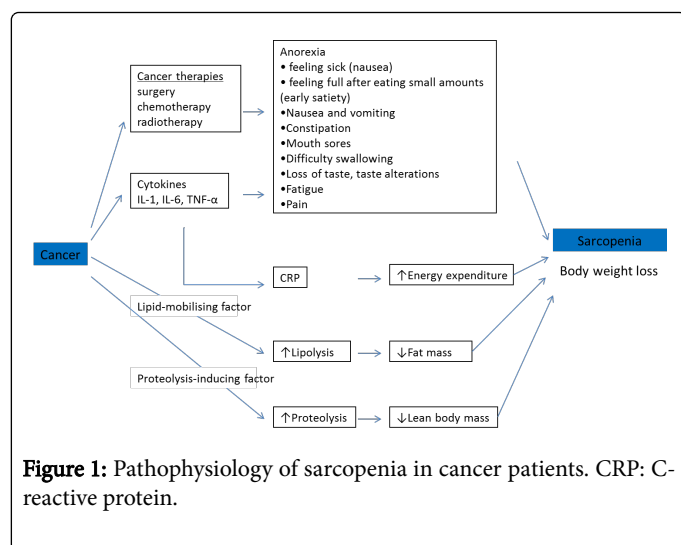 Cancer therapies
surgery
chemotherapy
radiotherapy
Anorexia
• feeling sick (nausea)
• feeling full after eating small amounts
(early satiety)
•Nausea and vomiting
•Constipation
•Mouth sores
•Difficulty swallowing
•Loss of taste, taste alterations
•Fatigue
•Pain
Cytokines
IL-1, IL-6, TNF-α
Cancer
Sarcopenia
Body weight loss
CRP
↑Energy expenditure
Lipid-mobilising factor
↑Lipolysis
↓Fat mass
Proteolysis-inducing factor
↑Proteolysis
↓Lean body mass
Figure 1: Pathophysiology of sarcopenia in cancer patients. CRP: C-
reactive protein.